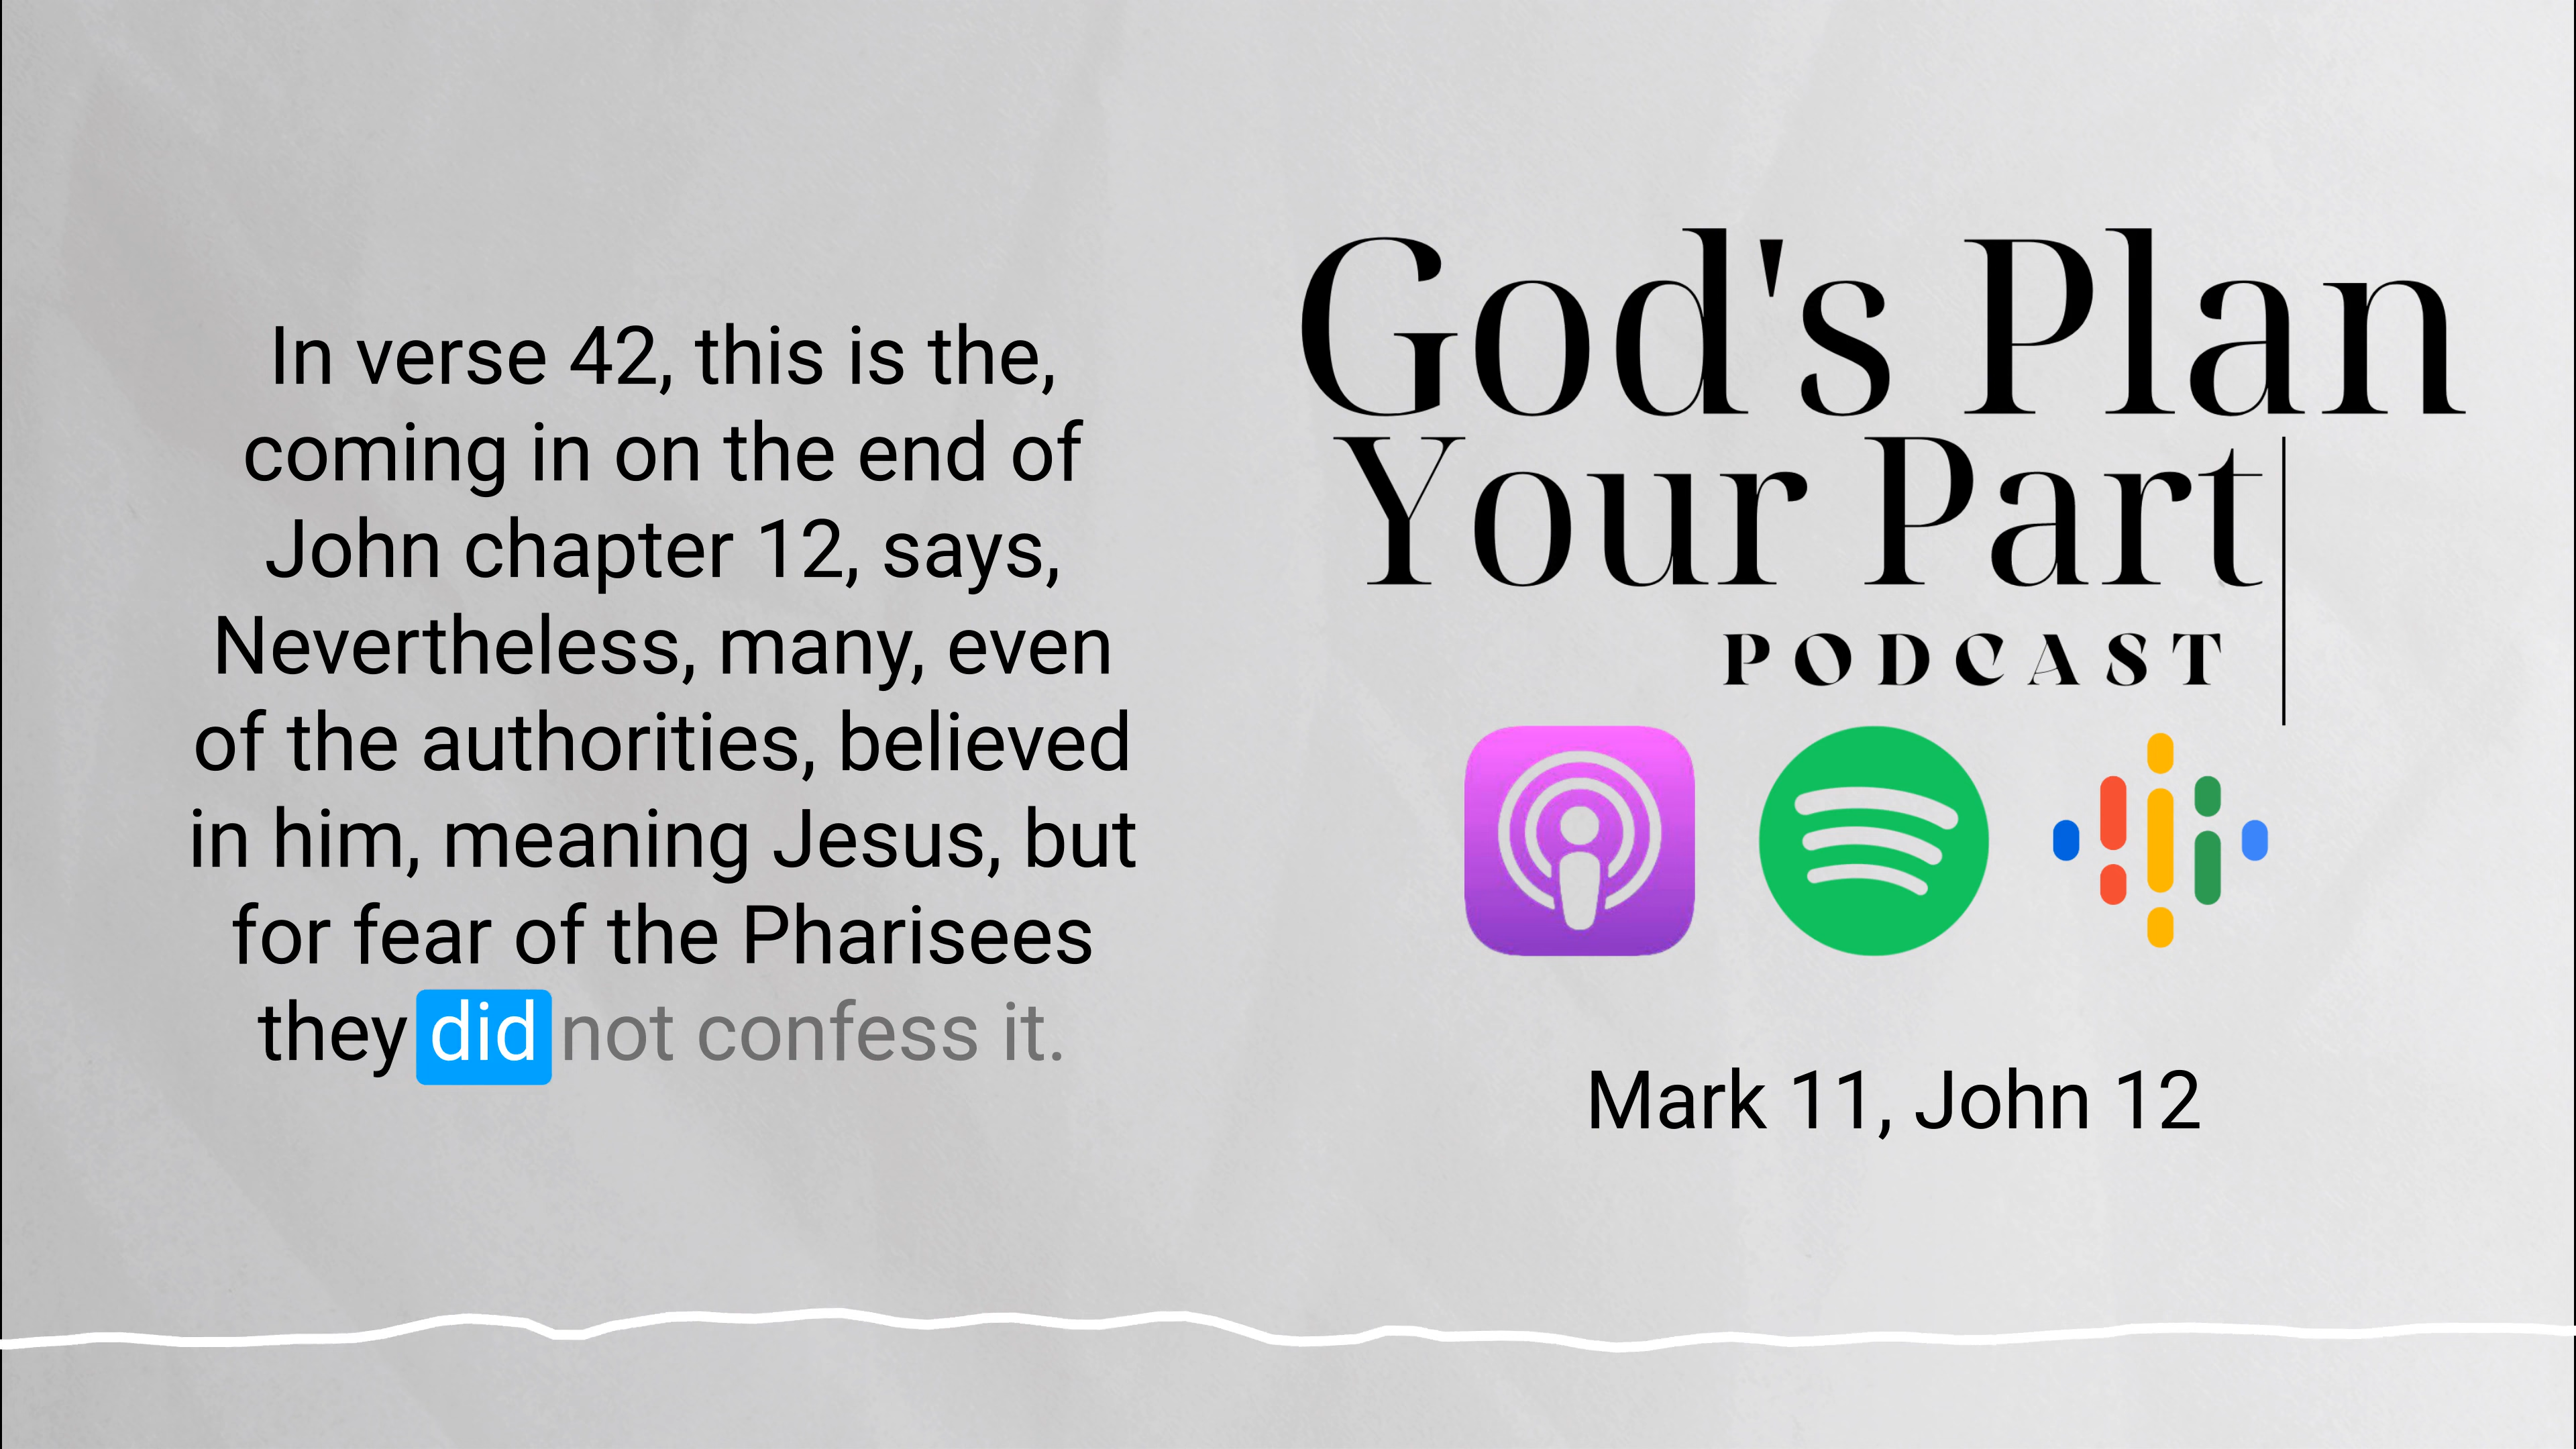 In verse 42, this is the,
coming in on the end of
John chapter 12, says,
Nevertheless, many, even
of the authorities, believed
in him, meaning Jesus, but
for fear of the Pharisees
they did not confess it.
God's Plan
Your Part
PODCAST
Mark 11, John 12